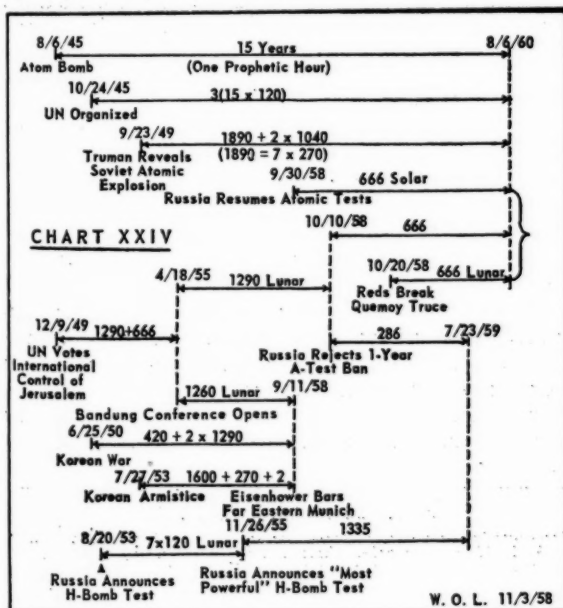 8/6/45 15 Years 8/6/60
Atom Bomb (One Prophetic Hour)
10/24/45 3(15 x 120)
UN Organized
9/23/49 1890 + 2 x 1040
Truman Reveals (1890 = 7 x 270)
Soviet Atomic 9/30/58
Explosion 666 Solar
Russia Resumes Atomic Tests
10/10/58 666
CHART XXIV
10/20/58 666 Lunar
4/18/55 1290 Lunar
Reds Break
Quemoy Truce
12/9/49 1290+666 286 7/23/59
UN Votes
International
Control of
Jerusalem
Russia Rejects 1-Year
A-Test Ban
1260 Lunar 9/11/58
Bandung Conference Opens
6/25/50 420 + 2 x 1290
Korean War
7/27/53 1600 + 270 + 2
Korean Armistice Eisenhower Bars
Far Eastern Munich
11/26/55 1335
8/20/53 7x120 Lunar
Russia Announces
H-Bomb Test
Russia Announces "Most
Powerful" H-Bomb Test
W. O. L. 11/3/58